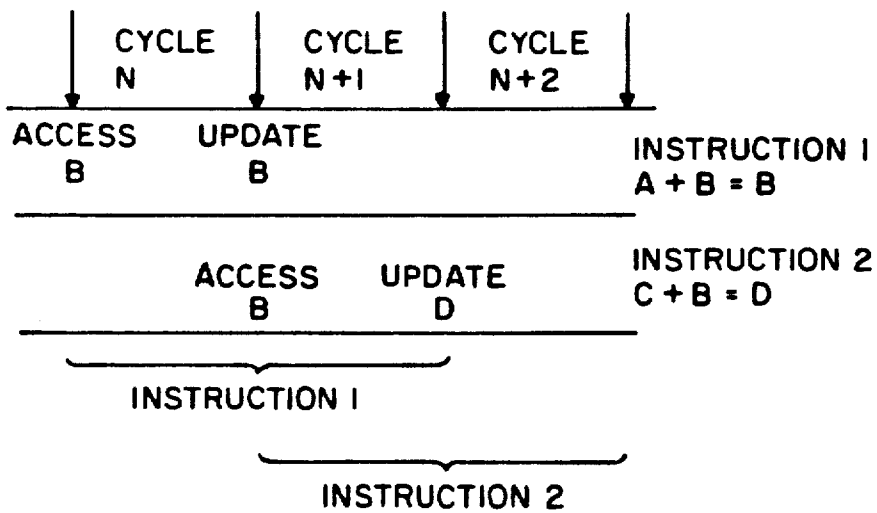 CYCLE N
CYCLE N+1
CYCLE N+2
ACCESS B
UPDATE B
INSTRUCTION 1
A + B = B
ACCESS B
UPDATE D
INSTRUCTION 2
C + B = D
INSTRUCTION 1
INSTRUCTION 2